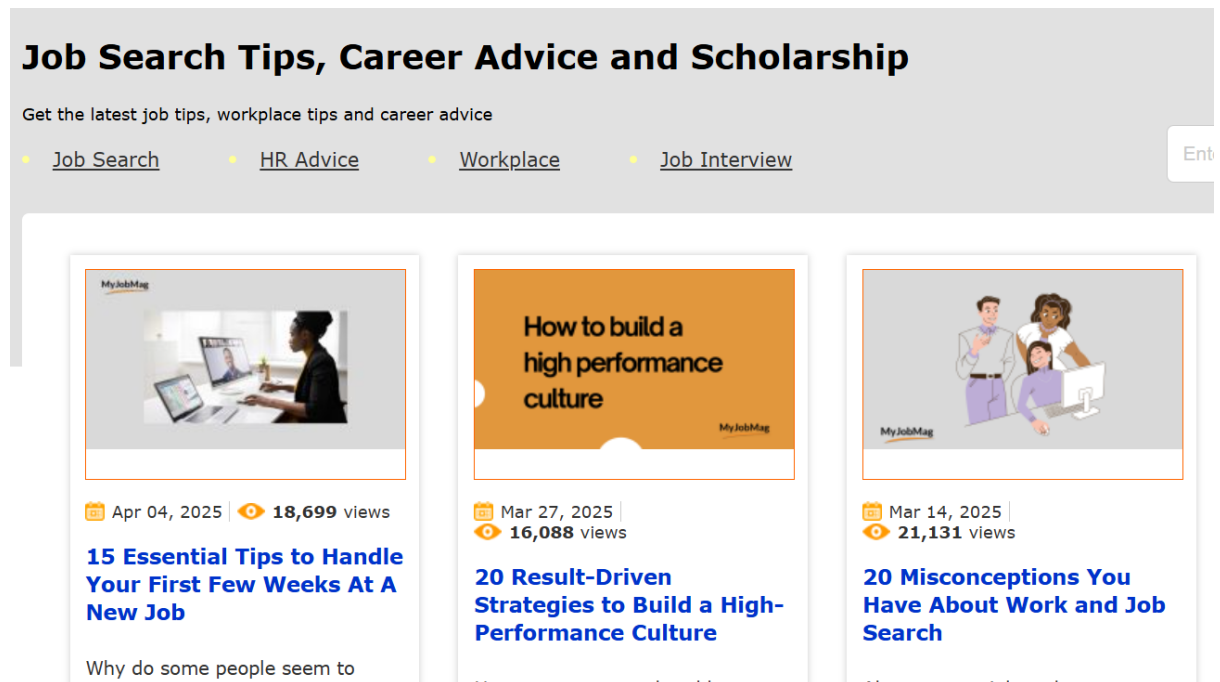 Job Search Tips, Career Advice and Scholarship
Get the latest job tips, workplace tips and career advice
Job Search
HR Advice
Workplace
Job Interview
MyJobMag
Apr 04, 2025 18,699 views
15 Essential Tips to Handle
Your First Few Weeks At A
New Job
Why do some people seem to
How to build a
high performance
culture
MyJobMag
Mar 27, 2025
16,088 views
20 Result-Driven
Strategies to Build a High-
Performance Culture
MyJobMag
Mar 14, 2025
21,131 views
20 Misconceptions You
Have About Work and Job
Search